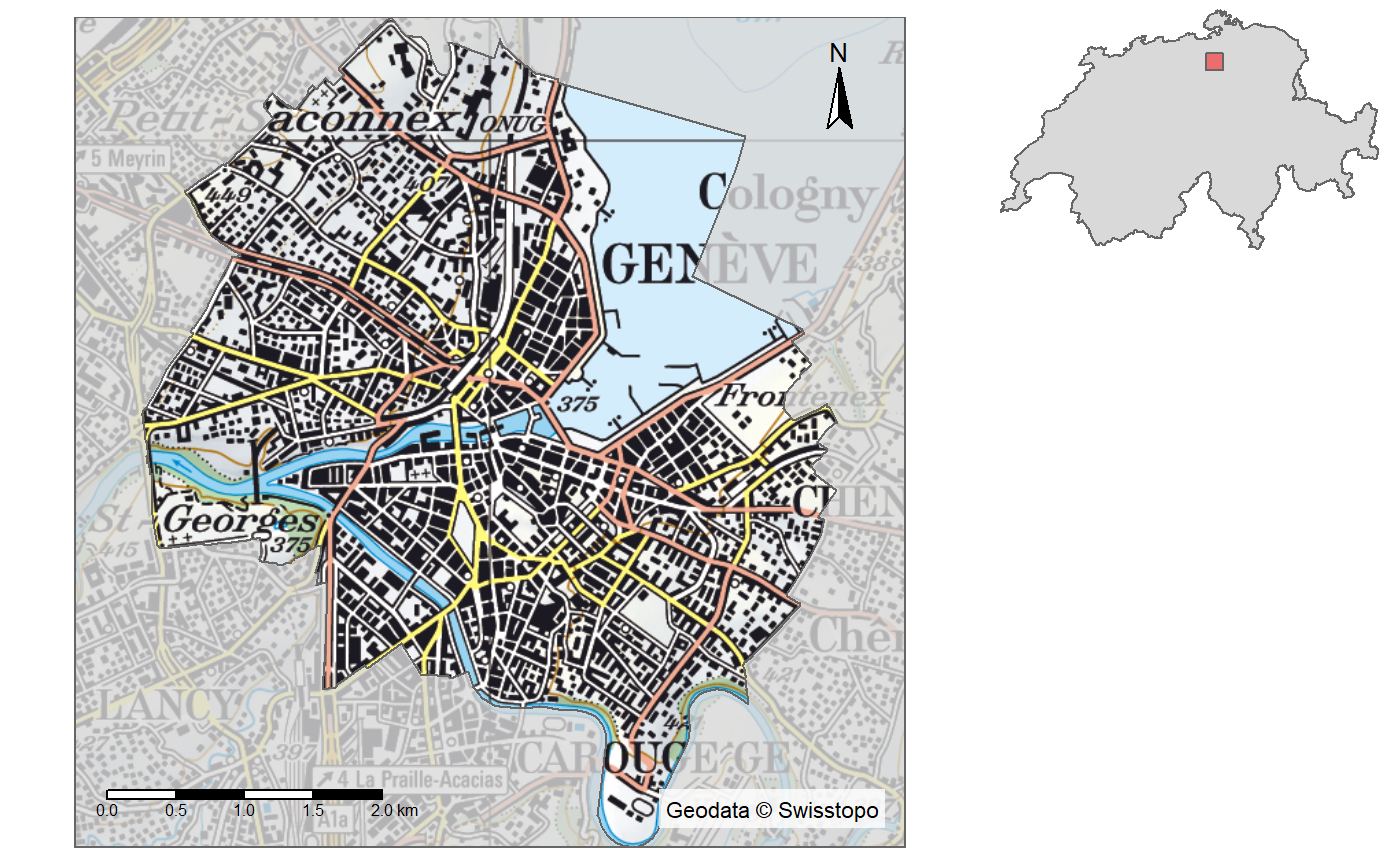 N
Petit-Saconnex
ONUG
5 Meyrin
407
449
Cologny
GENÈVE
438
375
Frontenex
CHÊN
St-Georges
375
415
Cher
421
LANCY
397
CAROUGE GE
4 La Praille-Acacias
A1a
0.0 0.5 1.0 1.5 2.0 km
Geodata © Swisstopo